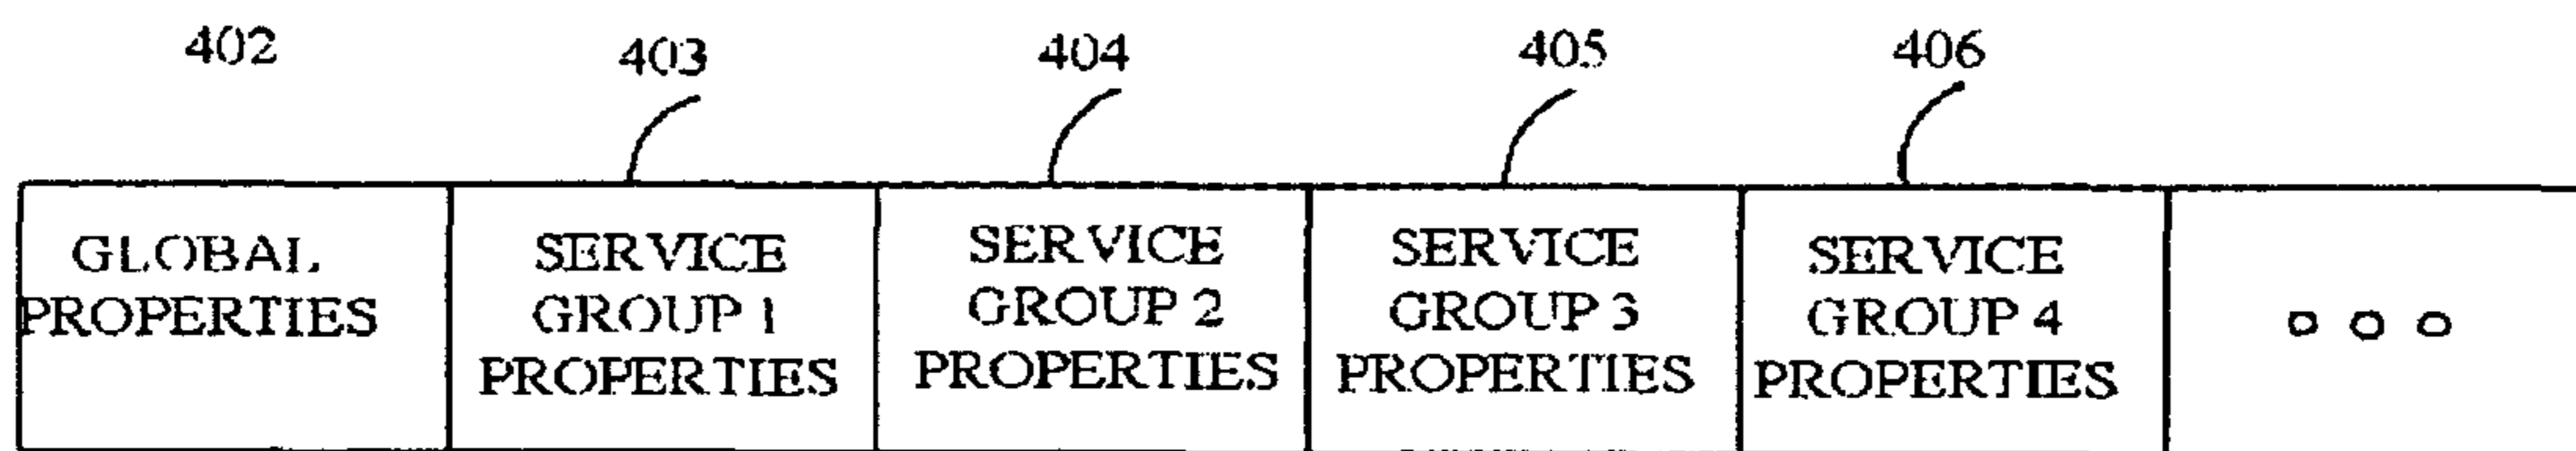 402 403 404 405 406
GLOBAL
PROPERTIES
SERVICE
GROUP 1
PROPERTIES
SERVICE
GROUP 2
PROPERTIES
SERVICE
GROUP 3
PROPERTIES
SERVICE
GROUP 4
PROPERTIES